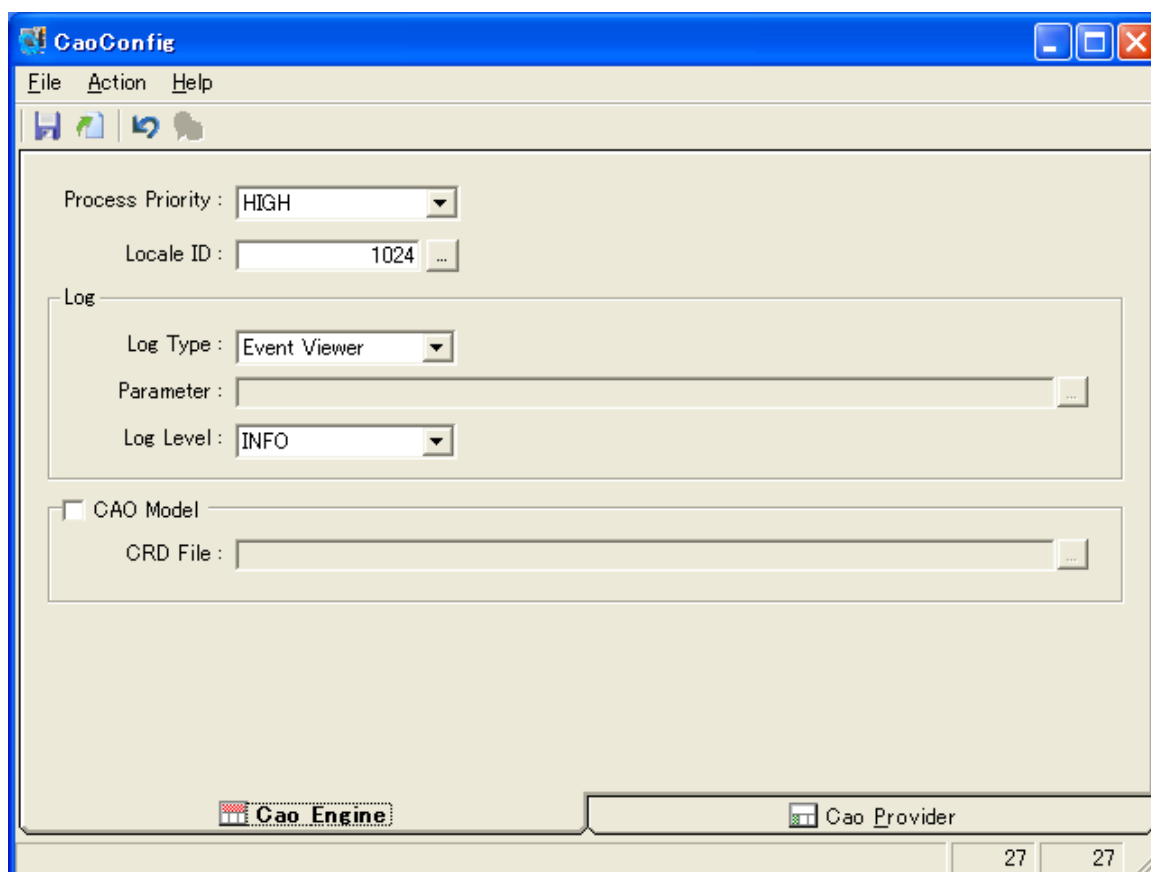 CaoConfig
File Action Help
Process Priority : HIGH
Locale ID : 1024 ...
Log
Log Type : Event Viewer
Parameter : ...
Log Level : INFO
CAO Model
CRD File : ...
Cao Engine Cao Provider
27 27